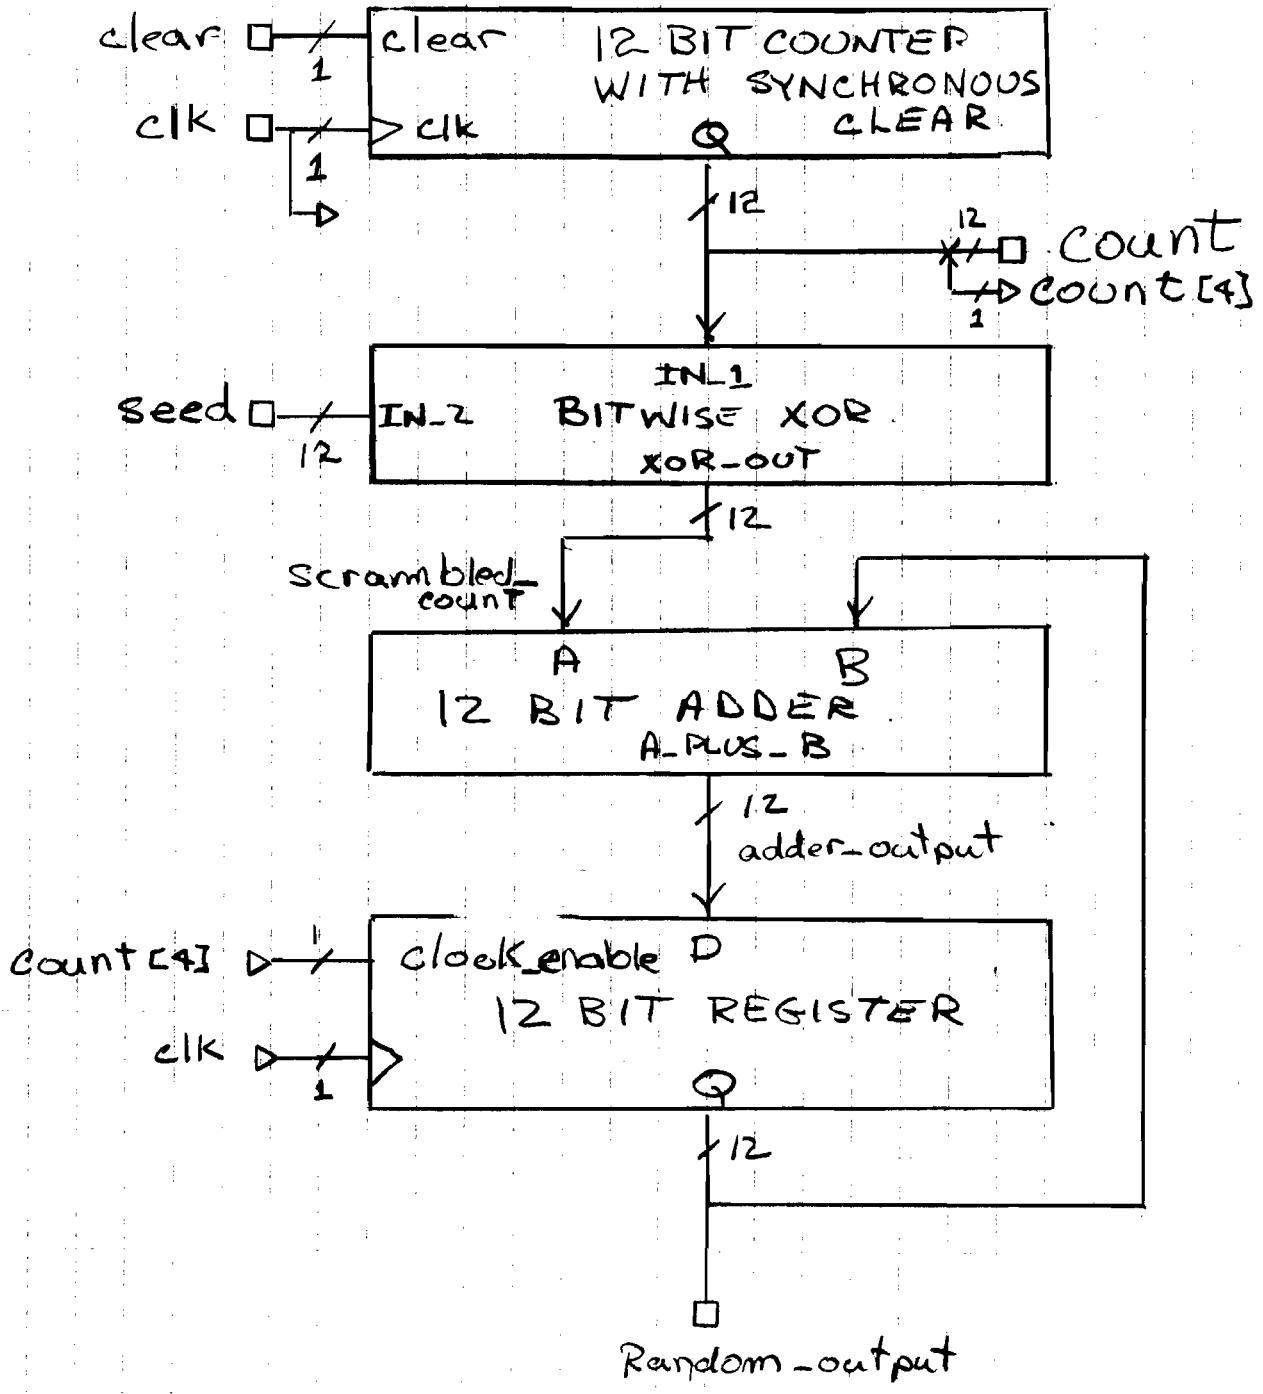 clear
1
clear
12 BIT COUNTER
WITH SYNCHRONOUS
CLEAR
clk
1
clk
Q
12
12
count
count[4]
1
seed
12
IN_1
IN_2
BITWISE XOR
XOR_OUT
12
scrambled_
count
A
B
12 BIT ADDER
A_PLUS_B
12
adder_output
count[4]
1
clock_enable
D
12 BIT REGISTER
clk
1
Q
12
Random_output